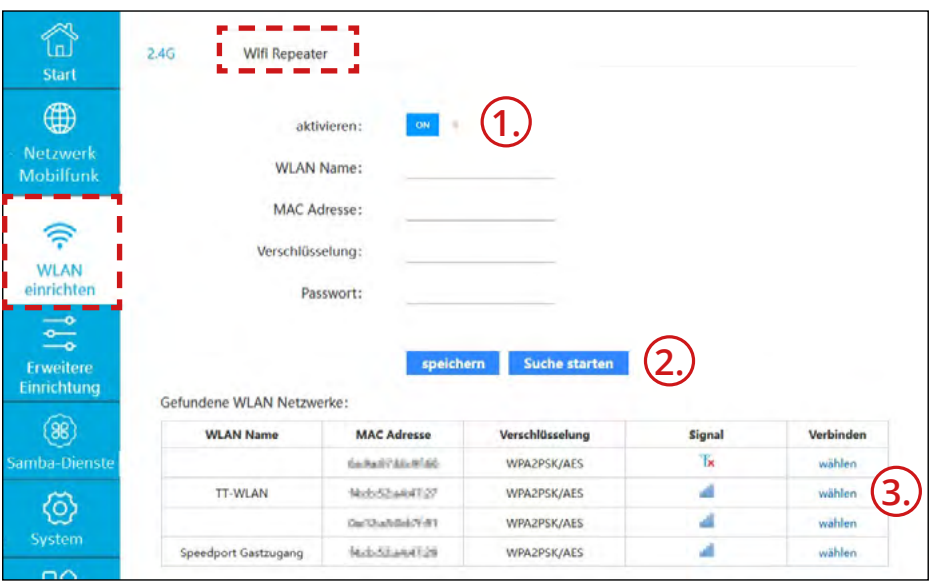 Start
Netzwerk
Mobilfunk
WLAN
einrichten
Erweitere
Einrichtung
Samba-Dienste
System
2.4G Wifi Repeater
aktivieren: ON 1.
WLAN Name:
MAC Adresse:
Verschlüsselung:
Passwort:
speichern Suche starten 2.
Gefundene WLAN Netzwerke:
WLAN Name MAC Adresse Verschlüsselung Signal Verbinden
WPA2PSK/AES wählen
TT-WLAN WPA2PSK/AES wählen 3.
WPA2PSK/AES wählen
Speedport Gastzugang WPA2PSK/AES wählen